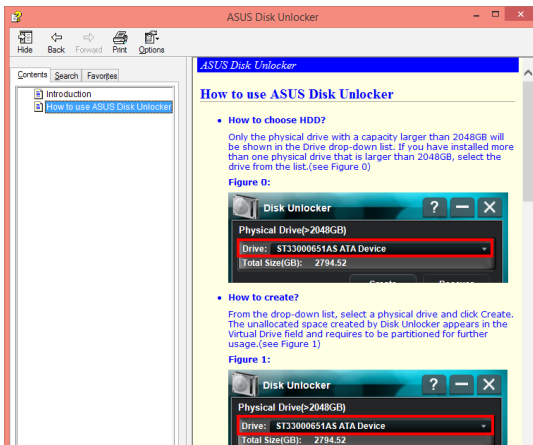 ASUS Disk Unlocker
Hide Back Forward Print Options
Contents Search Favorites
Introduction
How to use ASUS Disk Unlocker
ASUS Disk Unlocker
How to use ASUS Disk Unlocker
How to choose HDD?
Only the physical drive with a capacity larger than 2048GB will
be shown in the Drive drop-down list. If you have installed more
than one physical drive that is larger than 2048GB, select the
drive from the list.(see Figure 0)
Figure 0:
Disk Unlocker
Physical Drive(>2048GB)
Drive: ST33000651AS ATA Device
Total Size(GB): 2794.52
How to create?
From the drop-down list, select a physical drive and click Create.
The unallocated space created by Disk Unlocker appears in the
Virtual Drive field and requires to be partitioned for further
usage.(see Figure 1)
Figure 1:
Disk Unlocker
Physical Drive(>2048GB)
Drive: ST33000651AS ATA Device
Total Size(GB): 2794.52